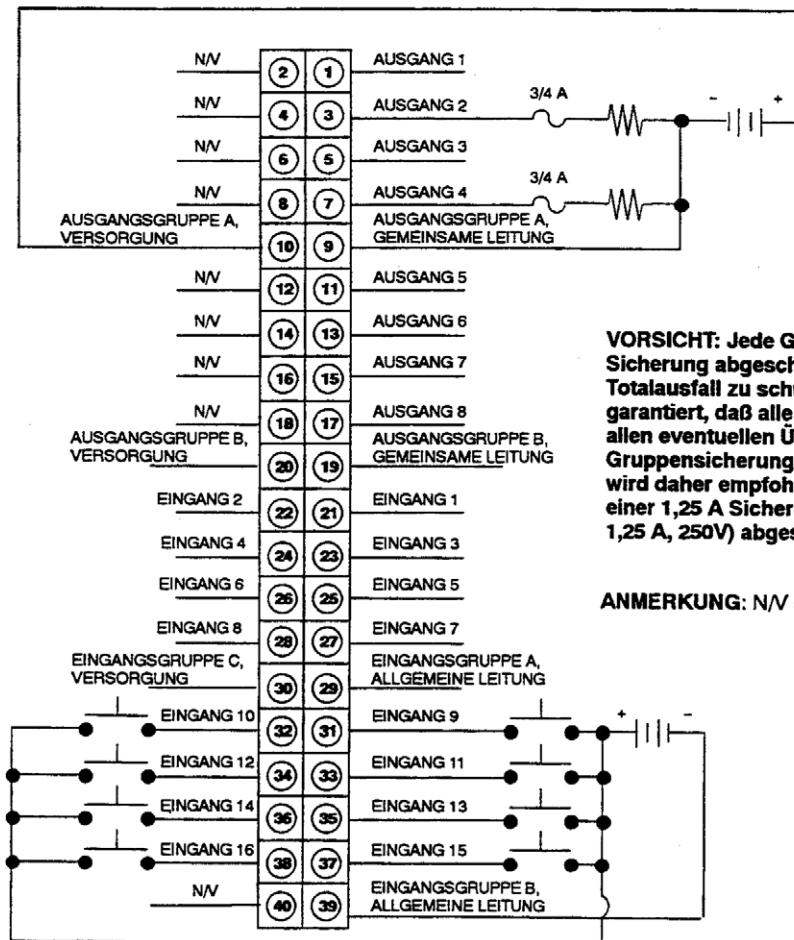 N/V 2 1 AUSGANG 1
N/V 4 3 AUSGANG 2 3/4 A - +
N/V 6 5 AUSGANG 3
N/V 8 7 AUSGANG 4 3/4 A
AUSGANGSGRUPPE A,
VERSORGUNG
10 9
AUSGANGSGRUPPE A,
GEMEINSAME LEITUNG
N/V 12 11 AUSGANG 5
N/V 14 13 AUSGANG 6
N/V 16 15 AUSGANG 7
N/V 18 17 AUSGANG 8
AUSGANGSGRUPPE B,
VERSORGUNG
20 19
AUSGANGSGRUPPE B,
GEMEINSAME LEITUNG
EINGANG 2 22 21 EINGANG 1
EINGANG 4 24 23 EINGANG 3
EINGANG 6 26 25 EINGANG 5
EINGANG 8 28 27 EINGANG 7
EINGANGSGRUPPE C,
VERSORGUNG
30 29
EINGANGSGRUPPE A,
ALLGEMEINE LEITUNG
EINGANG 10 32 31 EINGANG 9 + -
EINGANG 12 34 33 EINGANG 11
EINGANG 14 36 35 EINGANG 13
EINGANG 16 38 37 EINGANG 15
N/V 40 39
EINGANGSGRUPPE B,
ALLGEMEINE LEITUNG
VORSICHT: Jede G
Sicherung abgesch
Totalausfall zu sch
garantiert, daß alle
allen eventuellen Ü
Gruppensicherung
wird daher empfoh
einer 1,25 A Sicher
1,25 A, 250V) abges
ANMERKUNG: N/V